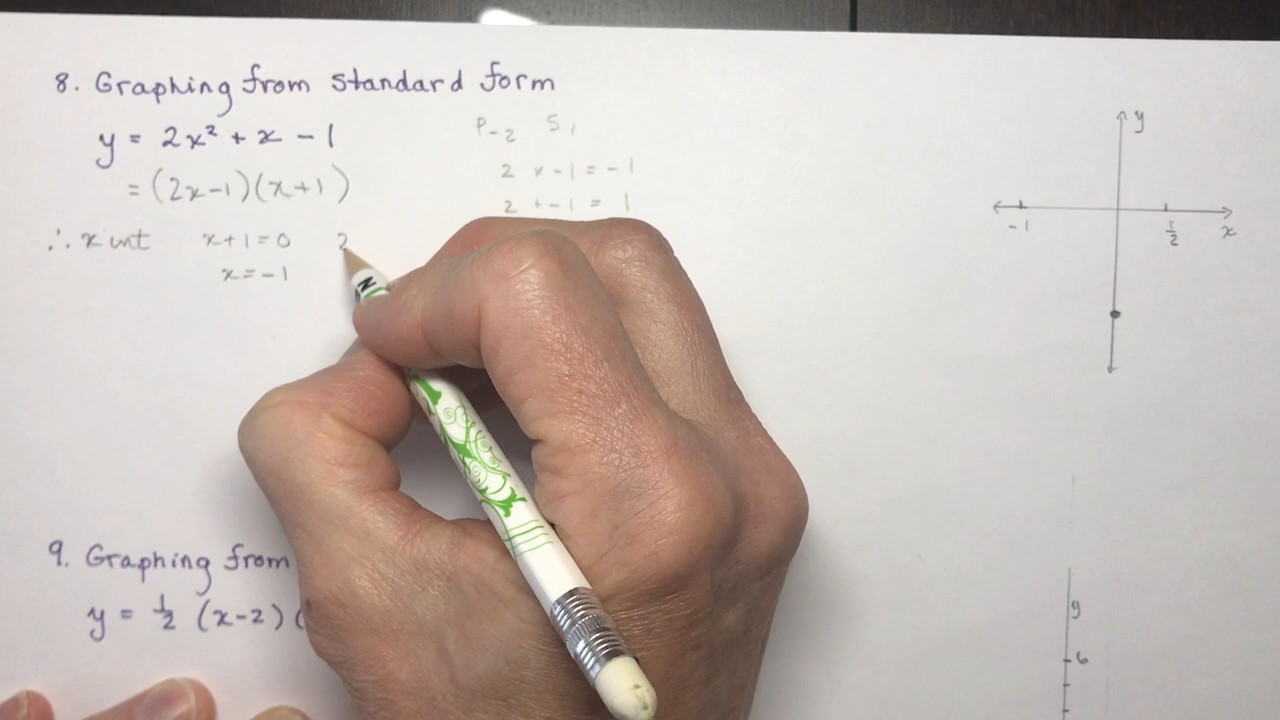 8. Graphing from standard form
y = 2x² + x - 1
= (2x-1)(x+1)
P-2 S1
2 x -1 = -1
2 + -1 = 1
∴ x int x+1=0 2
x = -1
y
-1 1/2 x
9. Graphing from
y = 1/2 (x-2)(
y
6
N